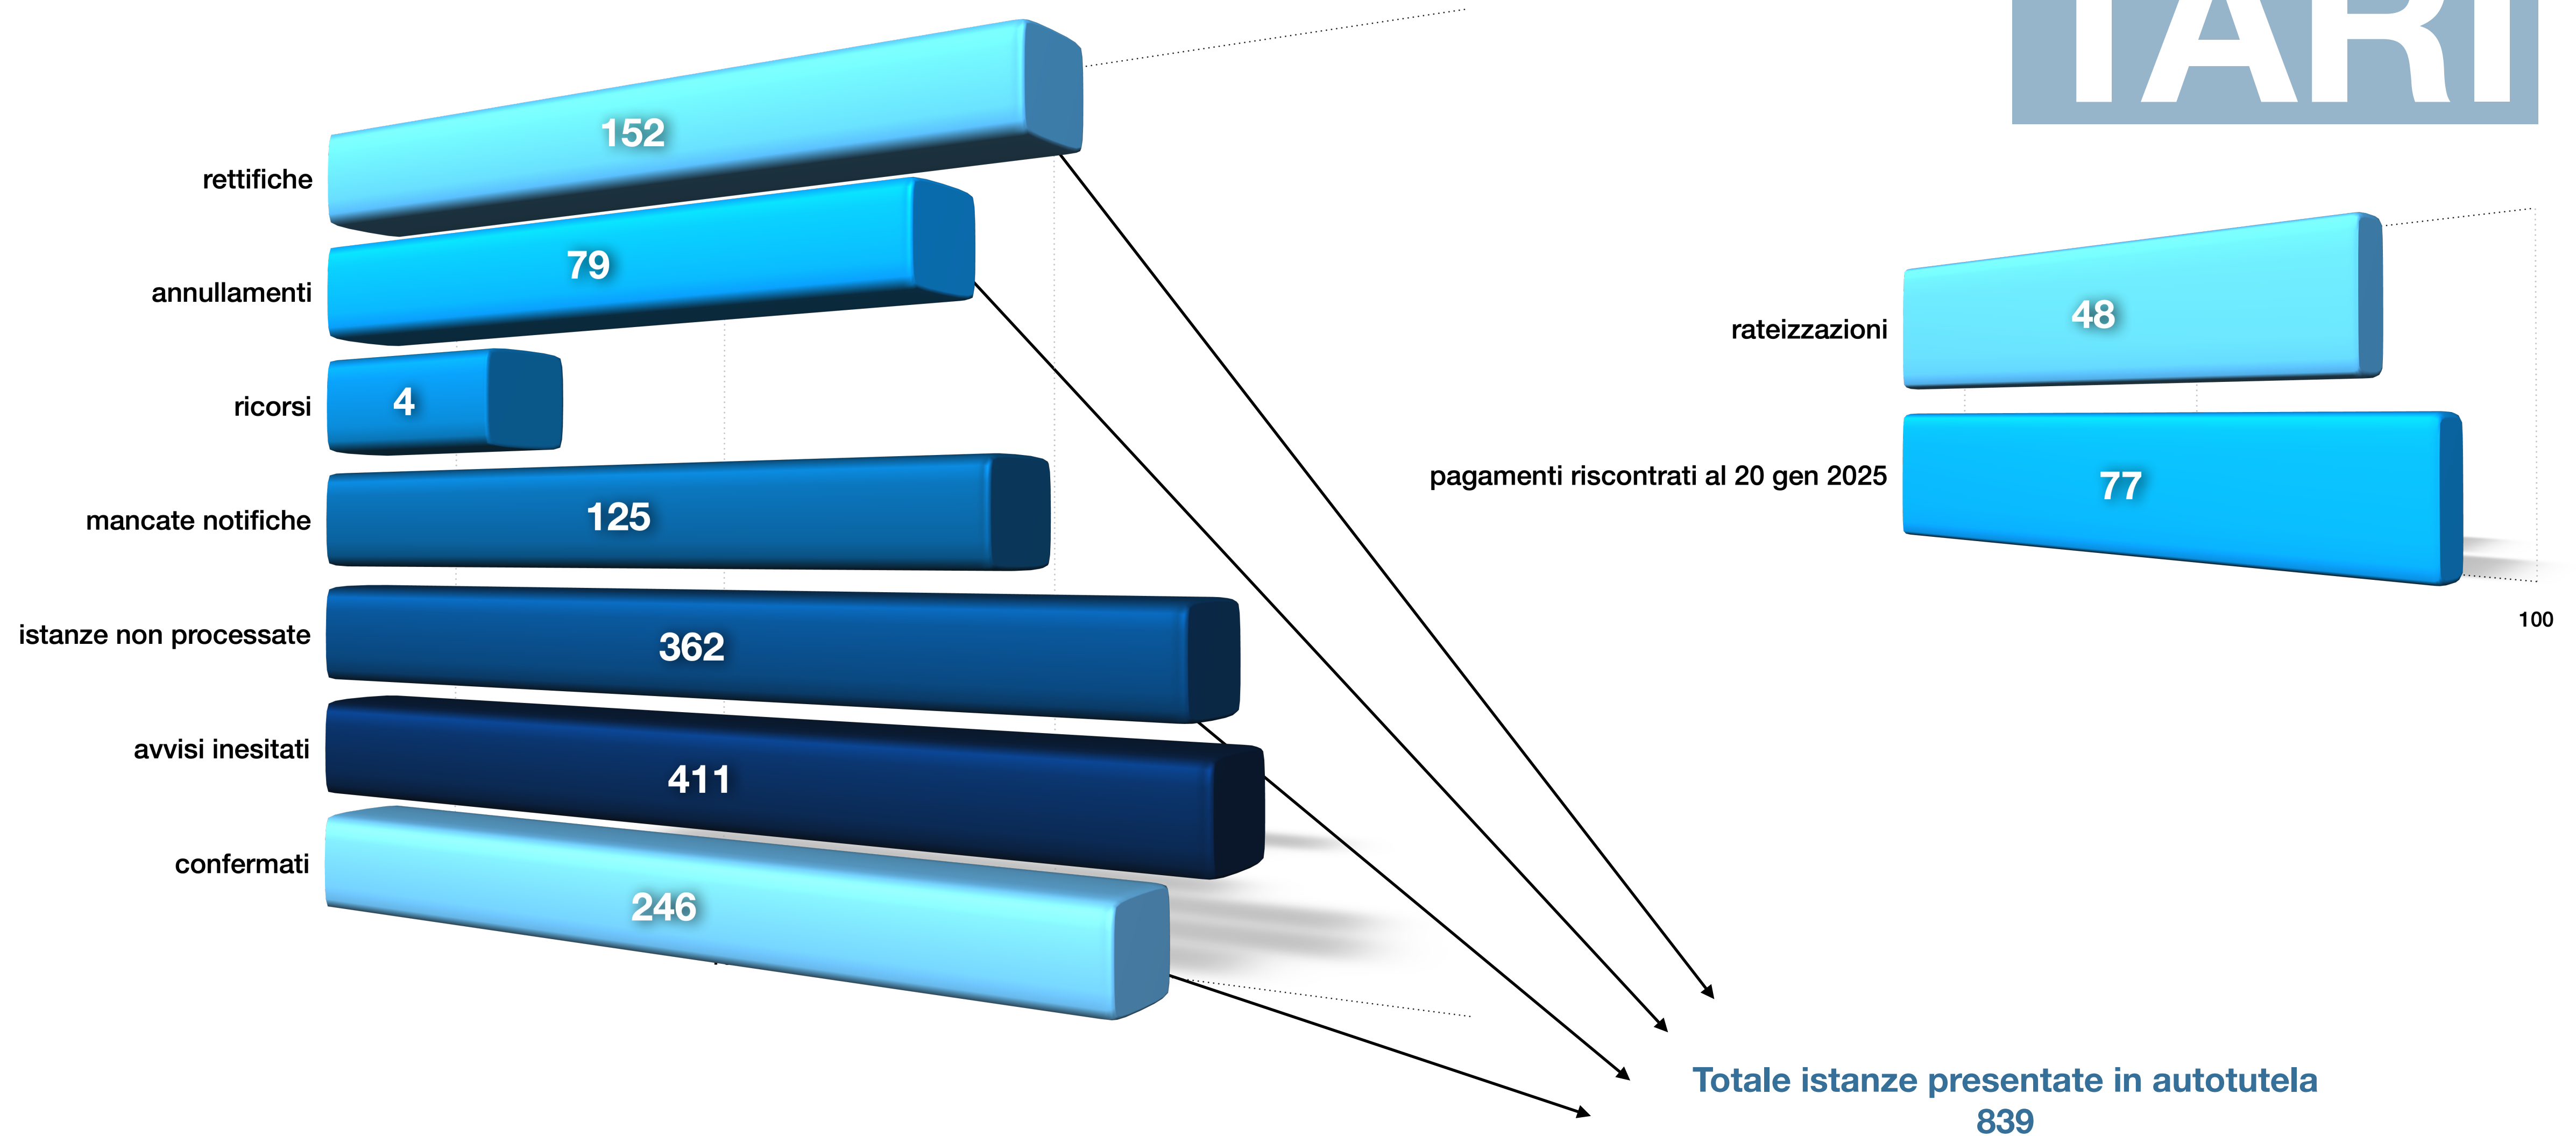 TARI
rettifiche
152
annullamenti
79
ricorsi
4
mancate notifiche
125
istanze non processate
362
avvisi inesitati
411
confermati
246
rateizzazioni
48
pagamenti riscontrati al 20 gen 2025
77
100
Totale istanze presentate in autotutela
839